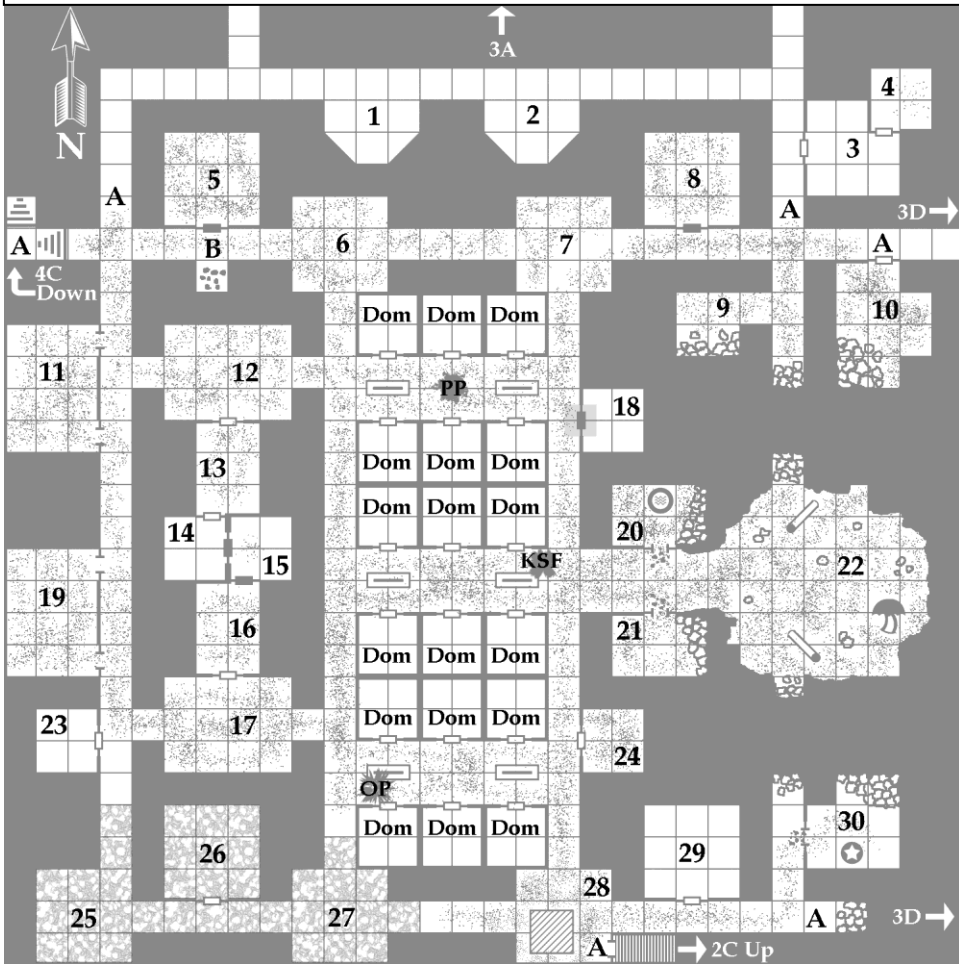 3A
N
1 2 3 4
5 8
A A
3D
A B 6 7 A
4C
Down
Dom Dom Dom
9 10
11 12 PP
18
13 Dom Dom Dom
Dom Dom Dom
14 15 20
KSF 22
19
16 Dom Dom Dom 21
23 17 Dom Dom Dom
24
OP
Dom Dom Dom 30
26 29
25 27 28
A 3D
A 2C Up